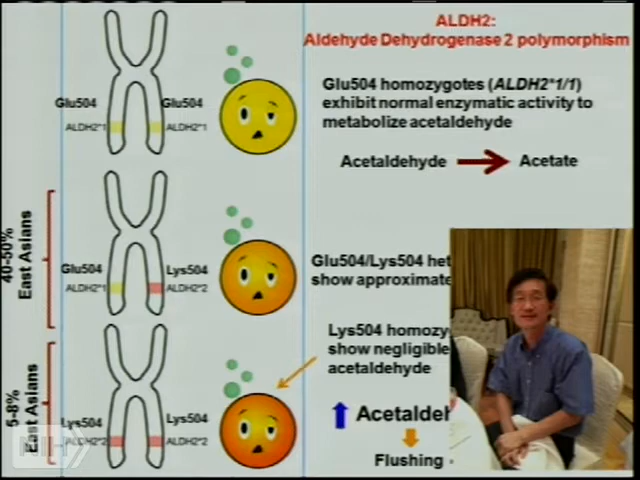 ALDH2:
Aldehyde Dehydrogenase 2 polymorphism
Glu504 Glu504
ALDH2*1 ALDH2*1
Glu504 homozygotes (ALDH2*1/1)
exhibit normal enzymatic activity to
metabolize acetaldehyde
Acetaldehyde Acetate
40-50%
East Asians
Glu504 Lys504
ALDH2*1 ALDH2*2
Glu504/Lys504 het
show approximate
5-8%
East Asians
Lys504 Lys504
ALDH2*2 ALDH2*2
Lys504 homozy
show negligible
acetaldehyde
Acetaldeh
Flushing
NIH